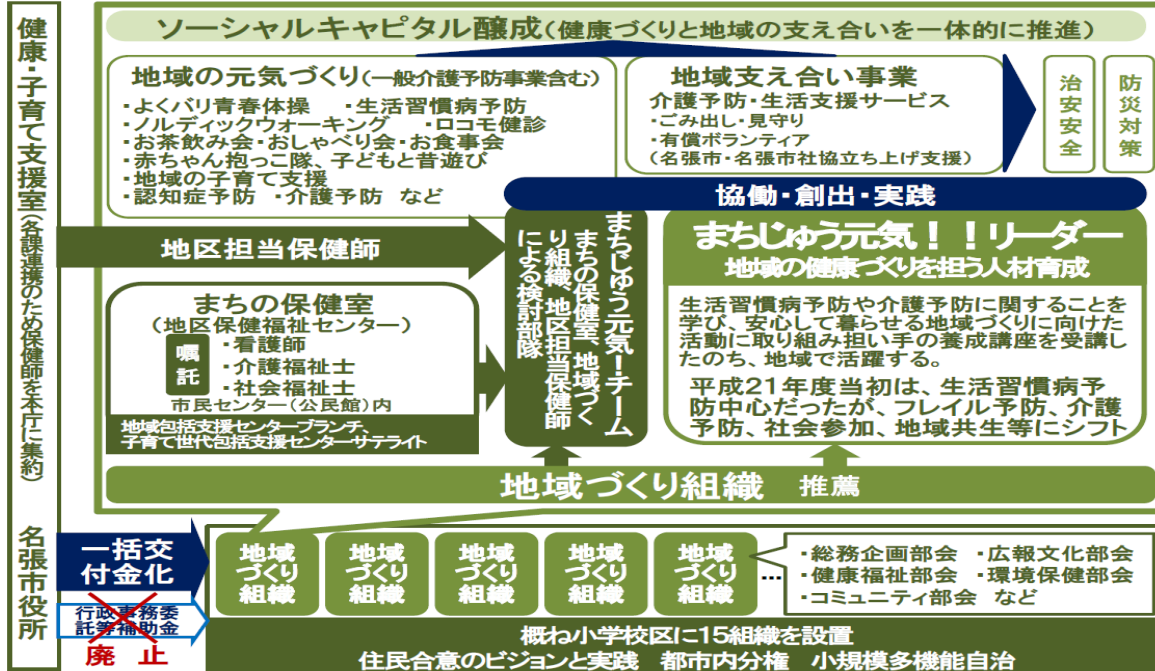 健康・子育て支援室(各課連携のため保健師を本庁に集約)
名張市役所
ソーシャルキャピタル醸成(健康づくりと地域の支え合いを一体的に推進)
地域の元気づくり(一般介護予防事業含む)
・よくバリ青春体操 ・生活習慣病予防
・ノルディックウォーキング ・ロコモ健診
・お茶飲み会・おしゃべり会・お食事会
・赤ちゃん抱っこ隊、子どもと昔遊び
・地域の子育て支援
・認知症予防 ・介護予防 など
地域支え合い事業
介護予防・生活支援サービス
・ごみ出し・見守り
・有償ボランティア
(名張市・名張市社協立ち上げ支援)
治安安全
防災対策
協働・創出・実践
地区担当保健師
まちの保健室
(地区保健福祉センター)
嘱託
・看護師
・介護福祉士
・社会福祉士
市民センター(公民館)内
地域包括支援センターブランチ、
子育て世代包括支援センターサテライト
まちじゅう元気!チーム
まちの保健室、地域づく
り組織、地区担当保健師
による検討部隊
まちじゅう元気!!リーダー
地域の健康づくりを担う人材育成
生活習慣病予防や介護予防に関することを
学び、安心して暮らせる地域づくりに向けた
活動に取り組み担い手の養成講座を受講し
たのち、地域で活躍する。
平成21年度当初は、生活習慣病予
防中心だったが、フレイル予防、介護
予防、社会参加、地域共生等にシフト
地域づくり組織 推薦
一括交
付金化
行政事務委
託等補助金
廃止
地域
づくり
組織
地域
づくり
組織
地域
づくり
組織
地域
づくり
組織
地域
づくり
組織
…
・総務企画部会 ・広報文化部会
・健康福祉部会 ・環境保健部会
・コミュニティ部会 など
概ね小学校区に15組織を設置
住民合意のビジョンと実践 都市内分権 小規模多機能自治